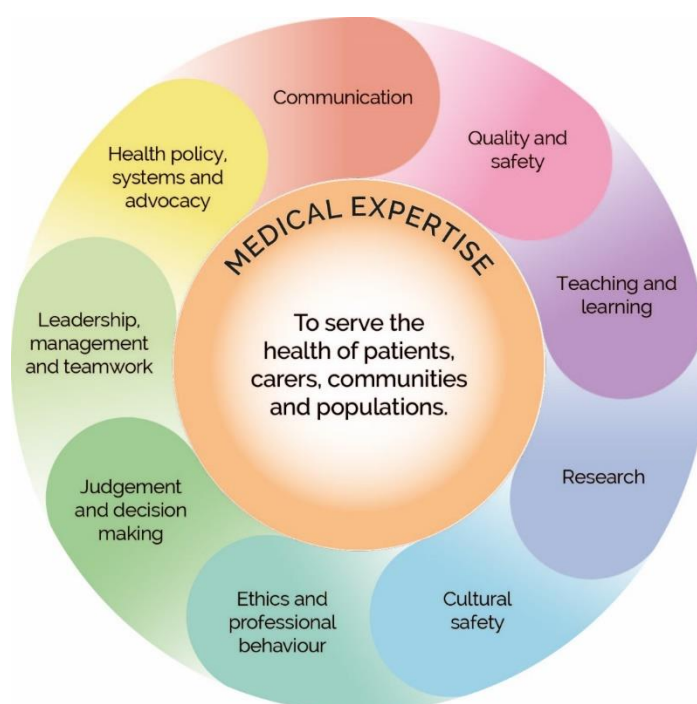 Communication
Quality and
safety
Teaching and
learning
Research
Cultural
safety
Ethics and
professional
behaviour
Judgement
and decision
making
Leadership,
management
and teamwork
Health policy,
systems and
advocacy
MEDICAL EXPERTISE
To serve the
health of patients,
carers, communities
and populations.